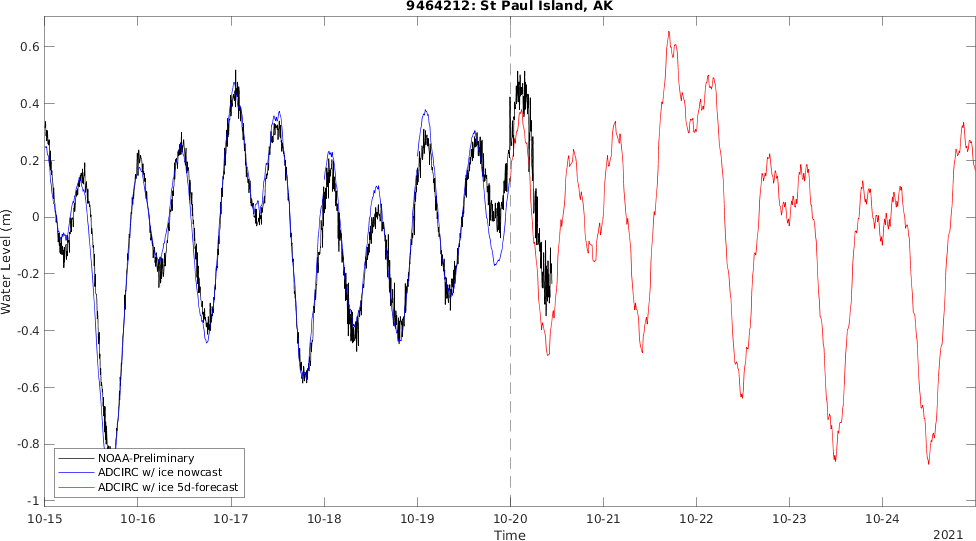 9464212: St Paul Island, AK
Water Level (m)
0.6
0.4
0.2
0
-0.2
-0.4
-0.6
-0.8
-1
NOAA-Preliminary
ADCIRC w/ ice nowcast
ADCIRC w/ ice 5d-forecast
10-15 10-16 10-17 10-18 10-19 10-20 10-21 10-22 10-23 10-24
Time
2021